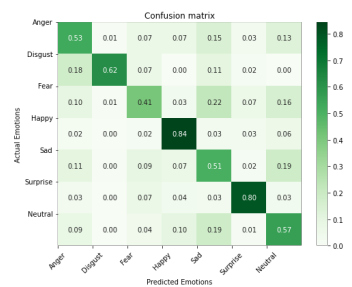 Confusion matrix
Anger 0.53 0.01 0.07 0.07 0.15 0.03 0.13
Disgust 0.18 0.62 0.07 0.00 0.11 0.02 0.00
Fear 0.10 0.01 0.41 0.03 0.22 0.07 0.16
Happy 0.02 0.00 0.02 0.84 0.03 0.03 0.06
Sad 0.11 0.00 0.09 0.07 0.51 0.02 0.19
Surprise 0.03 0.00 0.07 0.04 0.03 0.80 0.03
Neutral 0.09 0.00 0.04 0.10 0.19 0.01 0.57
Actual Emotions
Anger Disgust Fear Happy Sad Surprise Neutral
Predicted Emotions
0.8
0.7
0.6
0.5
0.4
0.3
0.2
0.1
0.0